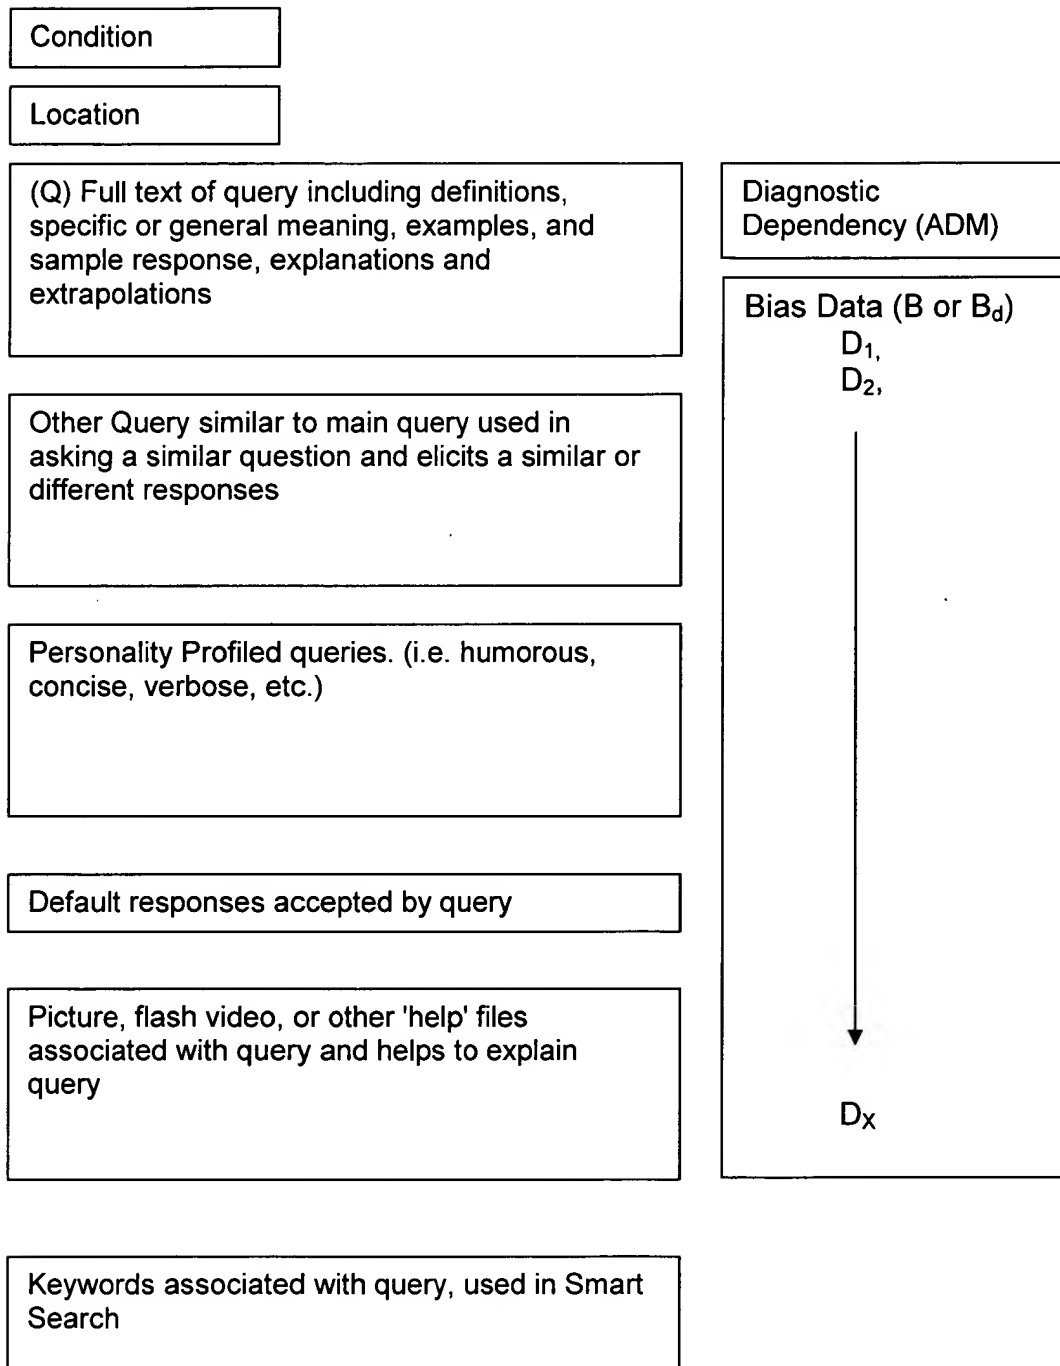 Condition
Location
(Q) Full text of query including definitions,
specific or general meaning, examples, and
sample response, explanations and
extrapolations
Other Query similar to main query used in
asking a similar question and elicits a similar or
different responses
Personality Profiled queries. (i.e. humorous,
concise, verbose, etc.)
Default responses accepted by query
Picture, flash video, or other 'help' files
associated with query and helps to explain
query
Keywords associated with query, used in Smart
Search
Diagnostic
Dependency (ADM)
Bias Data (B or Bd)
D1,
D2,
DX